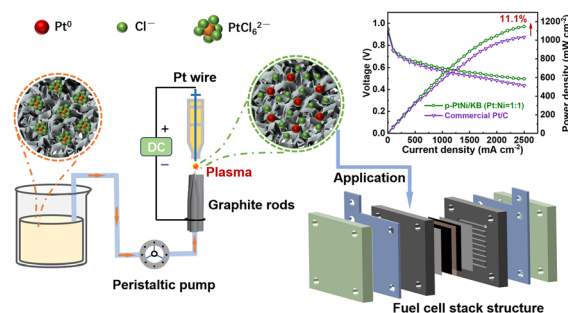 Pt⁰
Cl⁻
PtCl₆²⁻
Pt wire
+
DC
−
Plasma
Graphite rods
Peristaltic pump
Application
11.1%
Voltage (V)
1.0
0.8
0.6
0.4
0.2
0.0
p-PtNi/KB (Pt:Ni=1:1)
Commercial Pt/C
0 500 1000 1500 2000 2500
Current density (mA cm⁻²)
1200
1000
800
600
400
200
0
Power density (mW cm⁻²)
Fuel cell stack structure